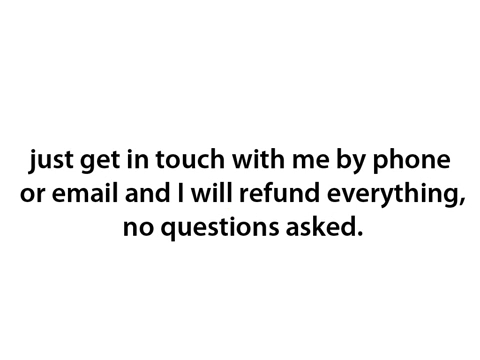 just get in touch with me by phone
or email and I will refund everything,
no questions asked.